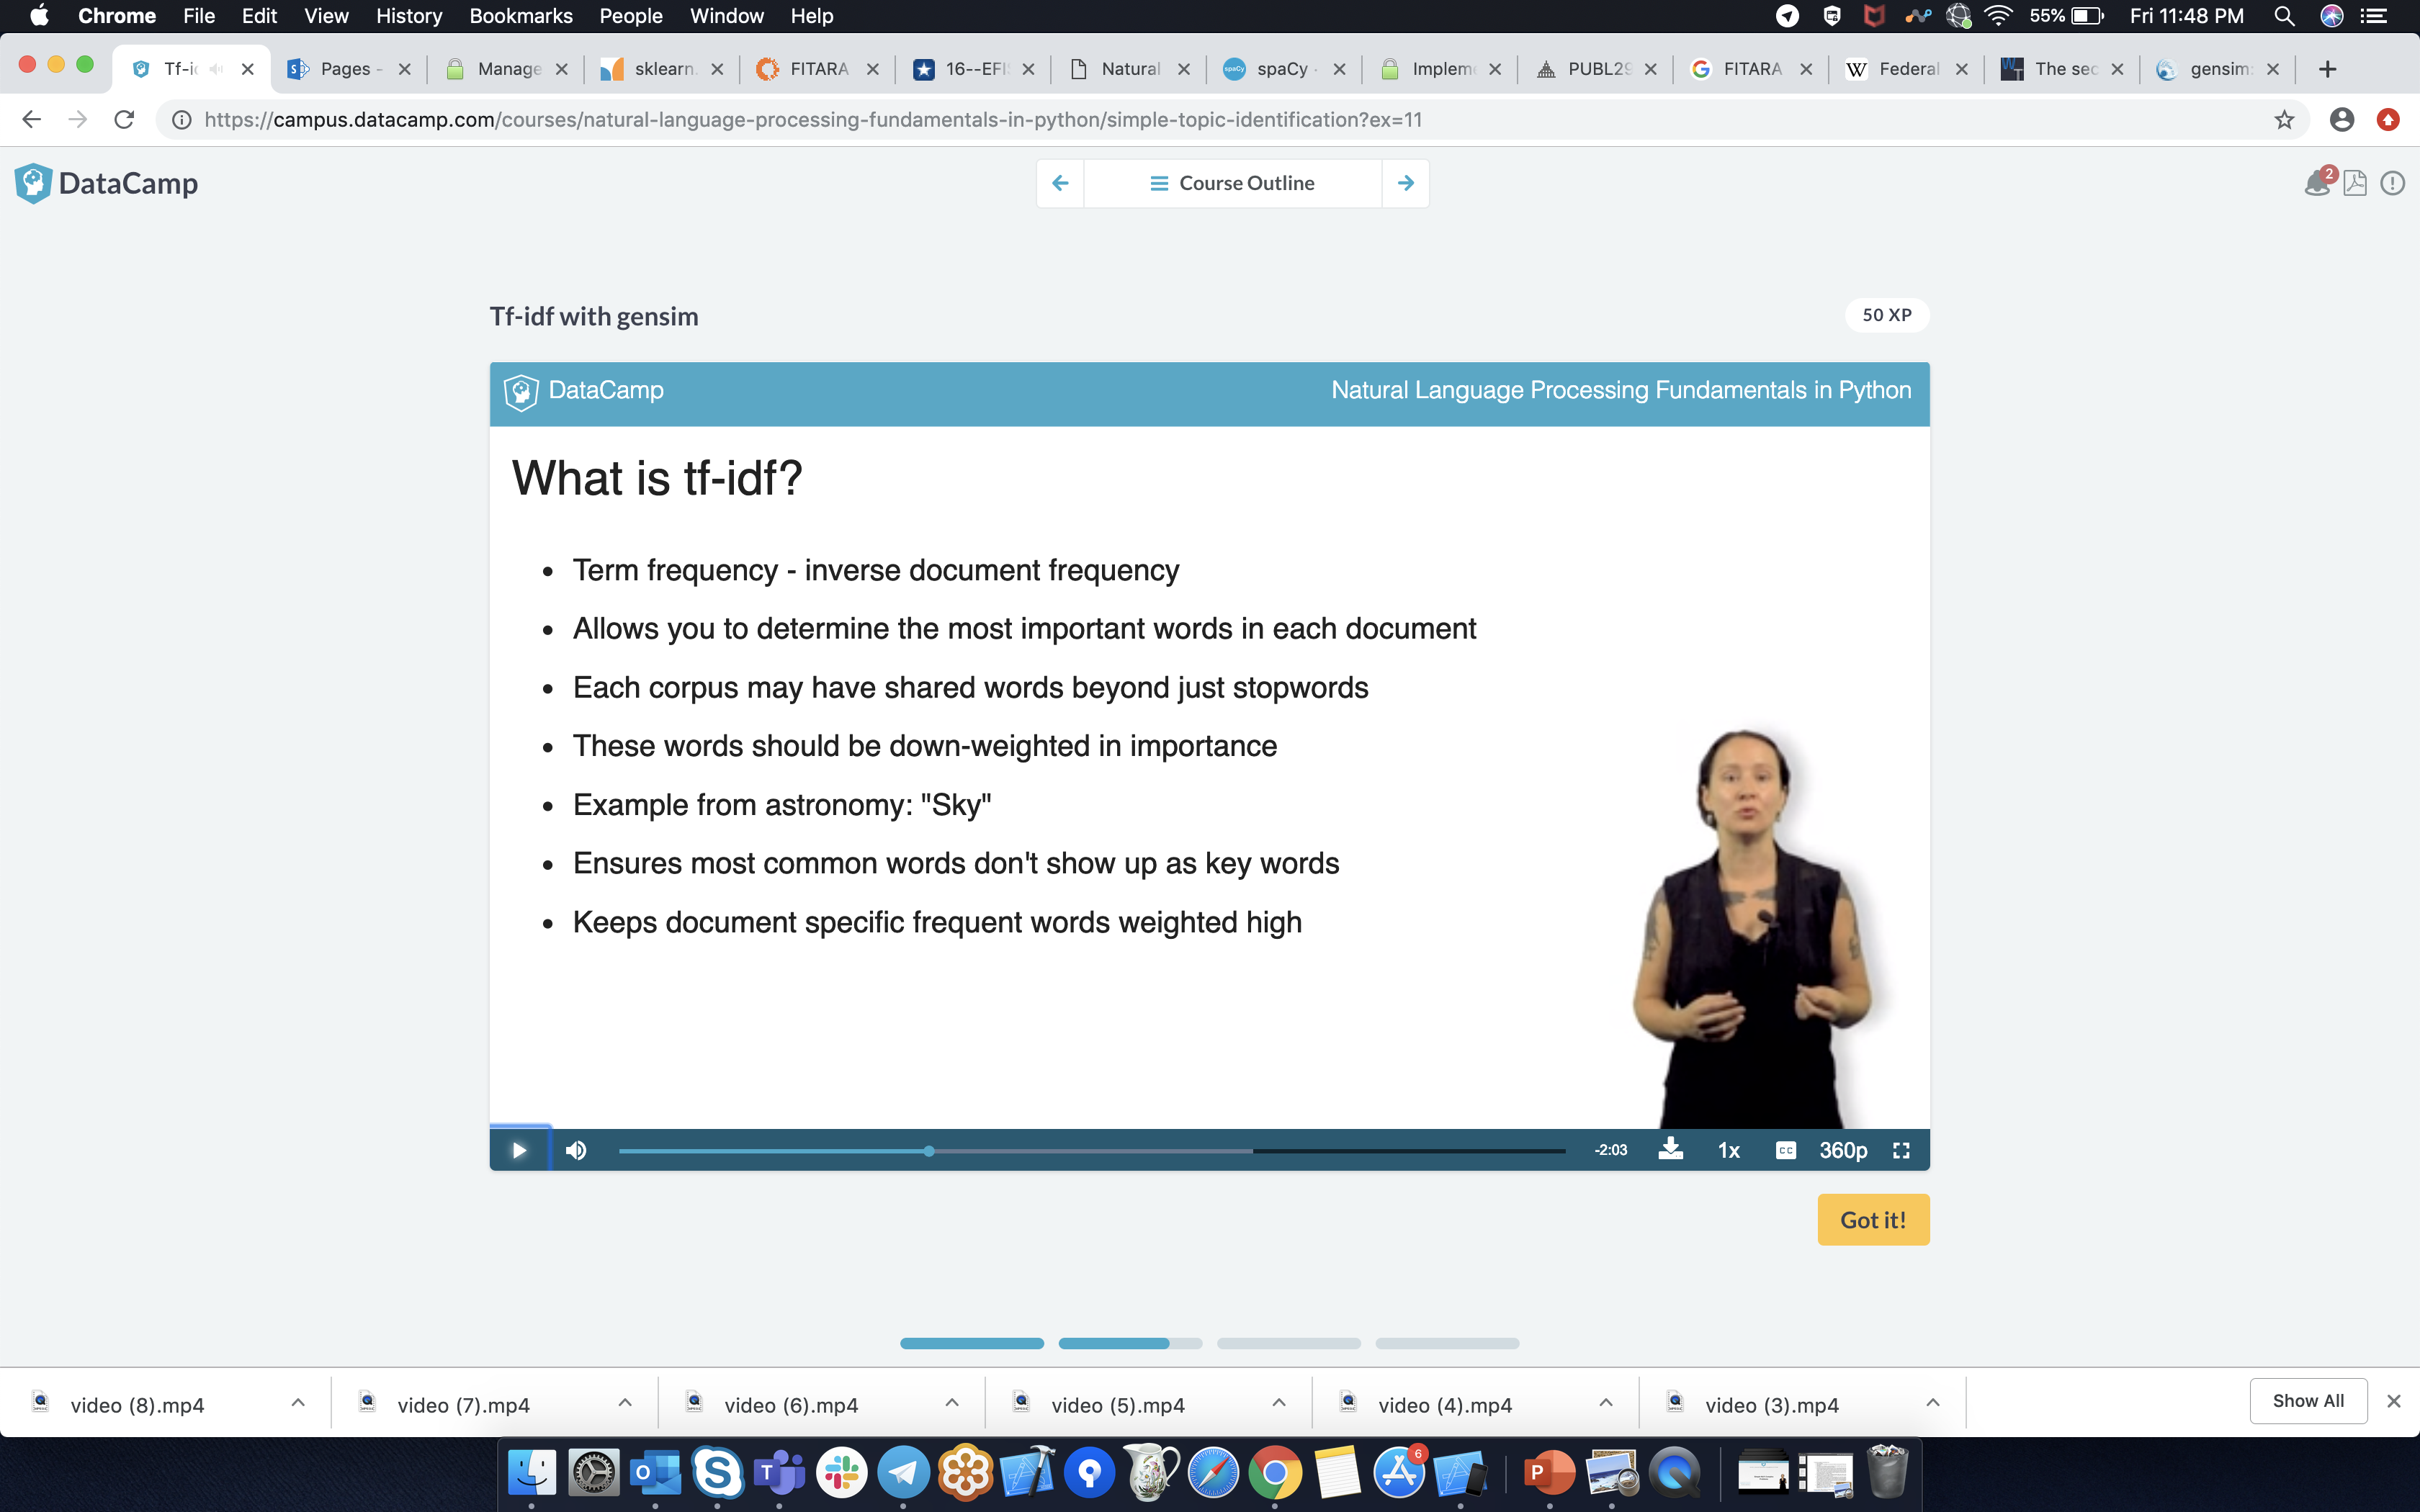 Chrome File Edit View History Bookmarks People Window Help 55% Fri 11:48 PM
Tf-i Pages - Manage sklearn. FITARA 16--EFI Natural spaCy - Implem PUBL29 FITARA Federal The sec gensim:
https://campus.datacamp.com/courses/natural-language-processing-fundamentals-in-python/simple-topic-identification?ex=11
DataCamp Course Outline 2
Tf-idf with gensim 50 XP
DataCamp Natural Language Processing Fundamentals in Python
What is tf-idf?
• Term frequency - inverse document frequency
• Allows you to determine the most important words in each document
• Each corpus may have shared words beyond just stopwords
• These words should be down-weighted in importance
• Example from astronomy: "Sky"
• Ensures most common words don't show up as key words
• Keeps document specific frequent words weighted high
-2:03 1x CC 360p
Got it!
video (8).mp4 video (7).mp4 video (6).mp4 video (5).mp4 video (4).mp4 video (3).mp4 Show All
6